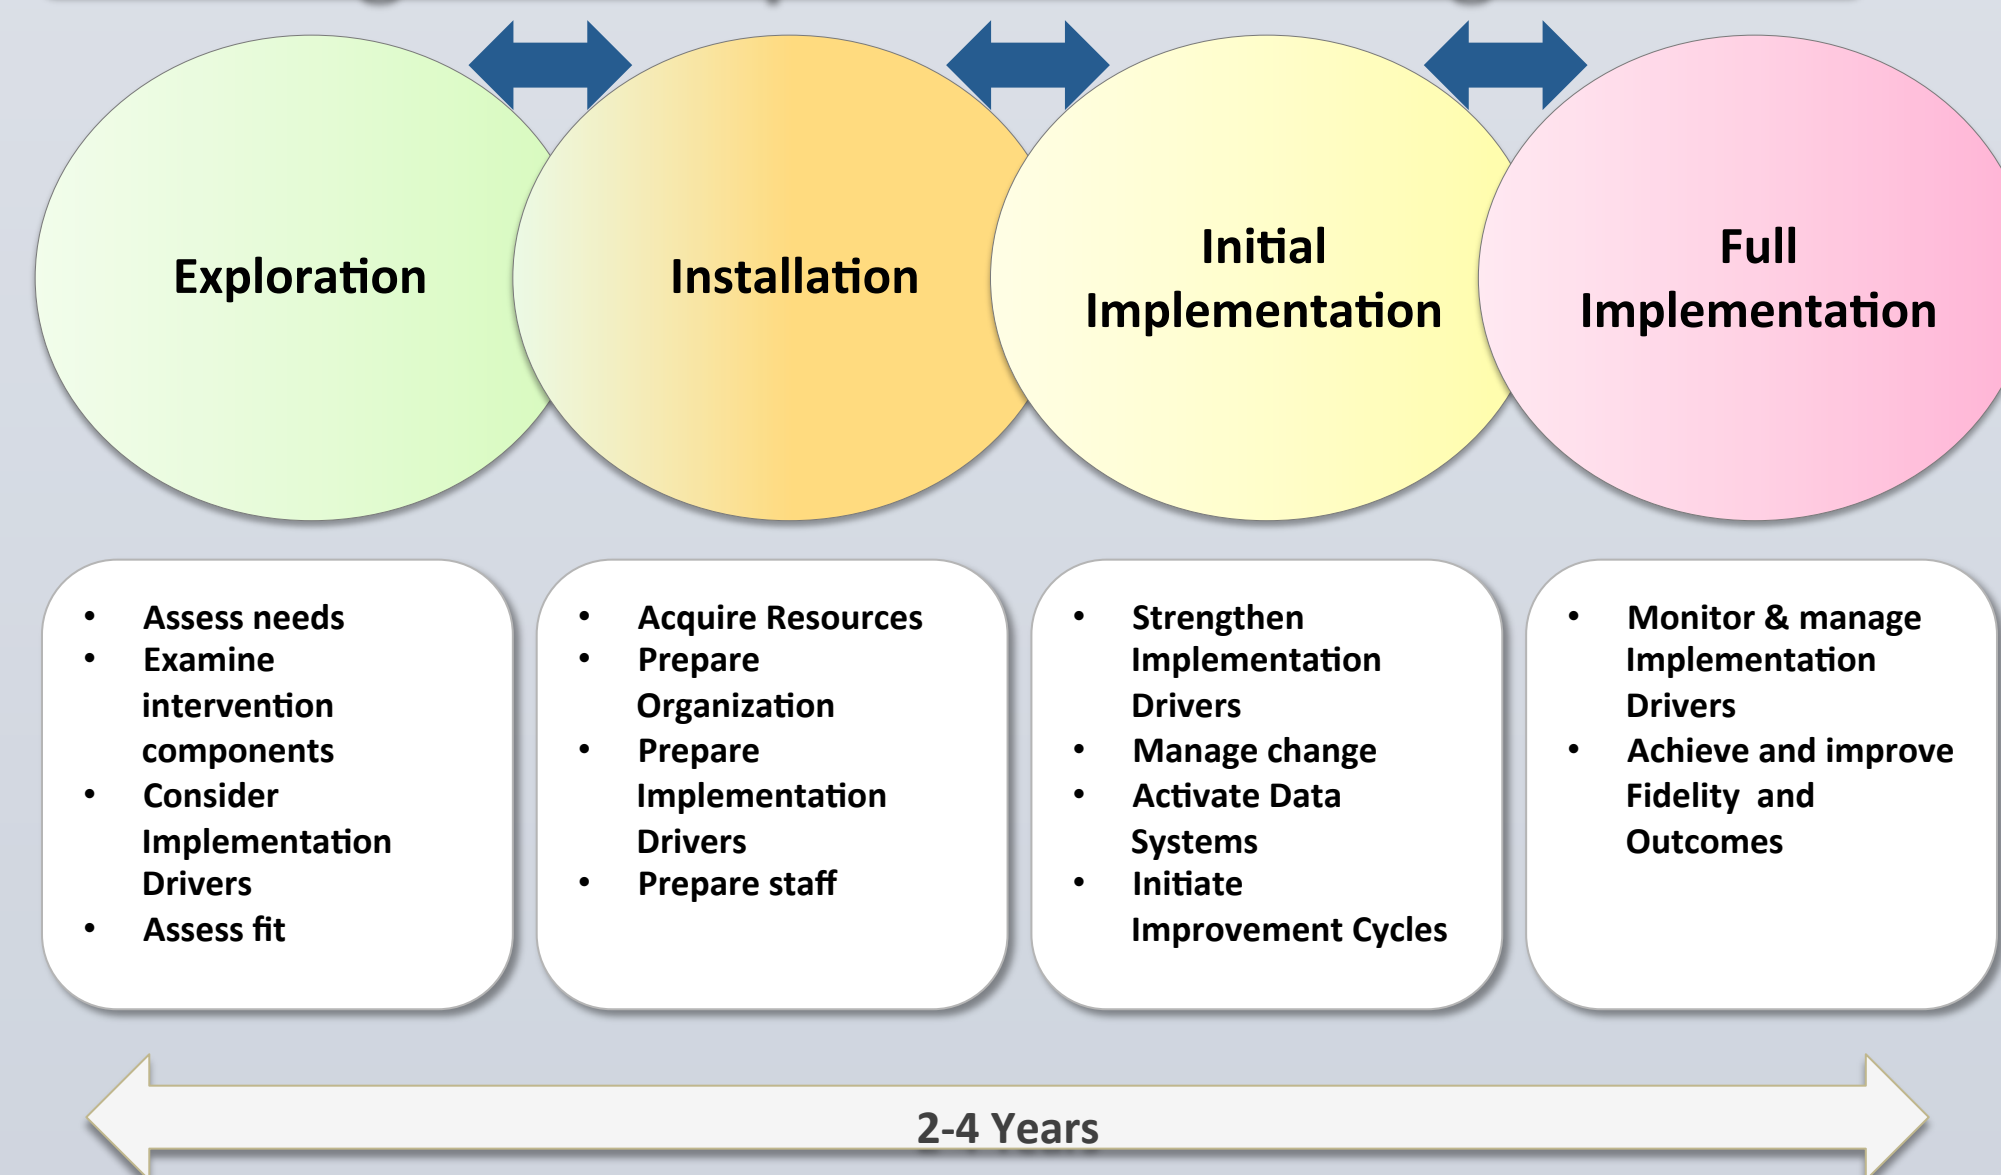 Exploration
Installation
Initial
Implementation
Full
Implementation
• Assess needs
• Examine
intervention
components
• Consider
Implementation
Drivers
• Assess fit
• Acquire Resources
• Prepare
Organization
• Prepare
Implementation
Drivers
• Prepare staff
• Strengthen
Implementation
Drivers
• Manage change
• Activate Data
Systems
• Initiate
Improvement Cycles
• Monitor & manage
Implementation
Drivers
• Achieve and improve
Fidelity and
Outcomes
2-4 Years